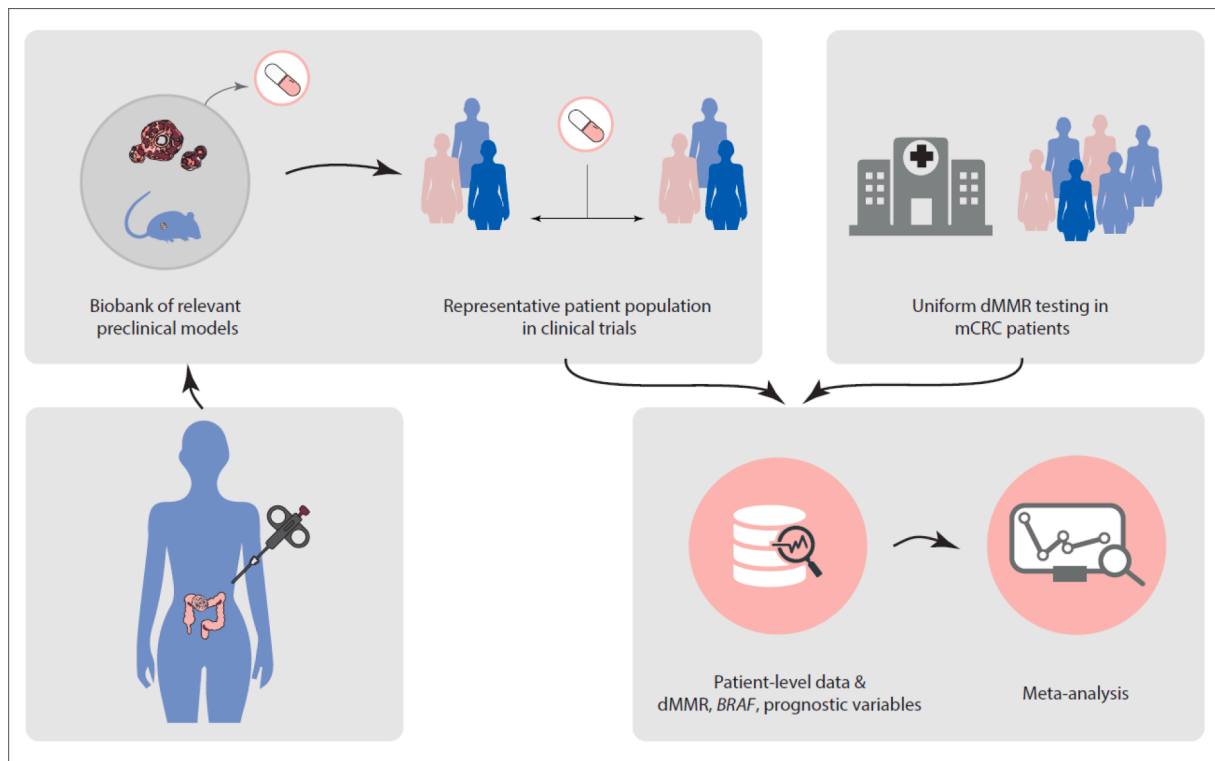 Biobank of relevant
preclinical models
Representative patient population
in clinical trials
Uniform dMMR testing in
mCRC patients
Patient-level data &
dMMR, BRAF, prognostic variables
Meta-analysis